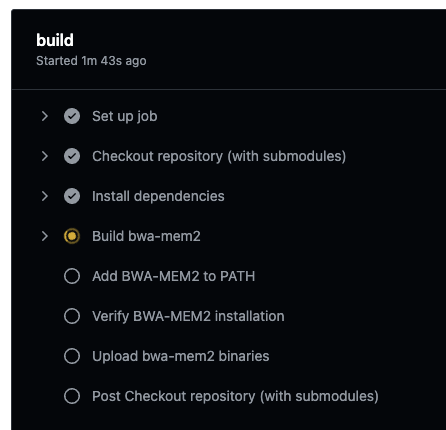 build
Started 1m 43s ago
Set up job
Checkout repository (with submodules)
Install dependencies
Build bwa-mem2
Add BWA-MEM2 to PATH
Verify BWA-MEM2 installation
Upload bwa-mem2 binaries
Post Checkout repository (with submodules)